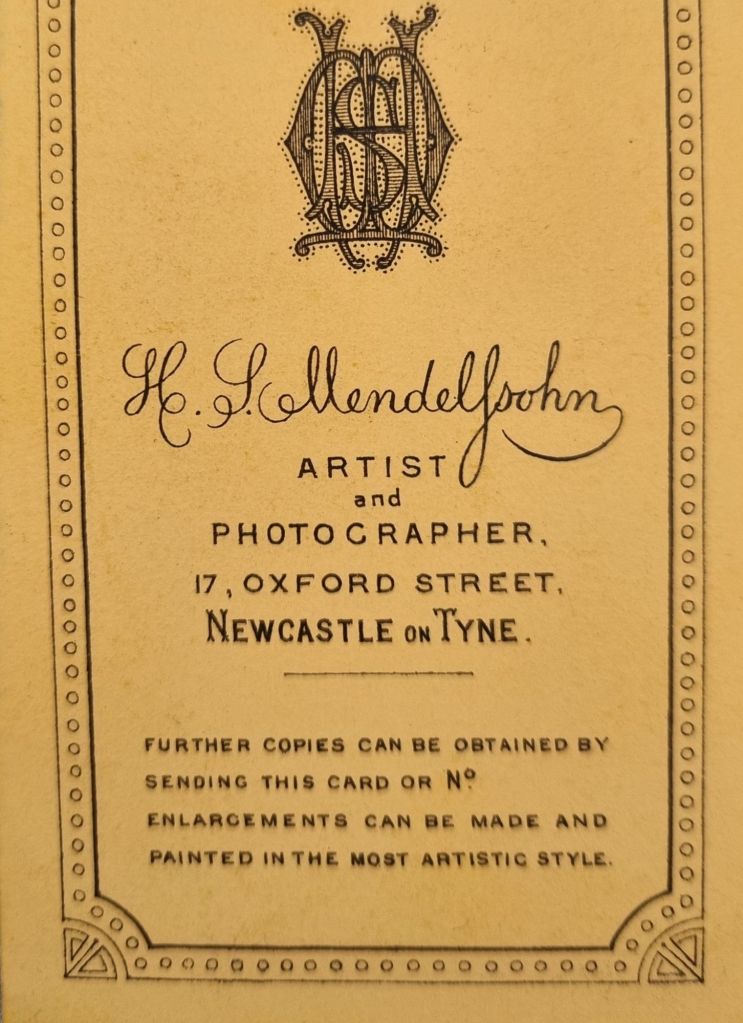 HSM
H. S. Mendelssohn
ARTIST
and
PHOTOGRAPHER,
17, OXFORD STREET,
NEWCASTLE ON TYNE.
FURTHER COPIES CAN BE OBTAINED BY
SENDING THIS CARD OR Nº
ENLARGEMENTS CAN BE MADE AND
PAINTED IN THE MOST ARTISTIC STYLE.